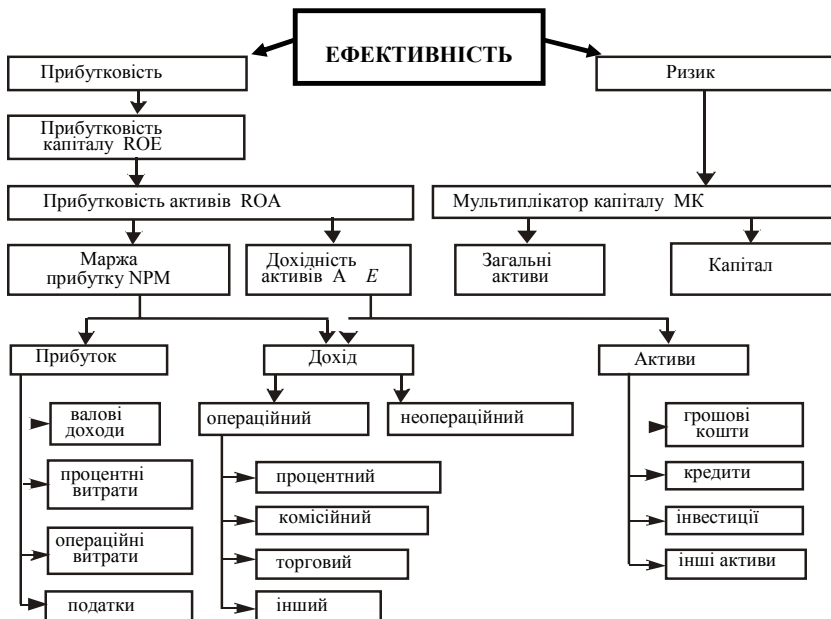 ЕФЕКТИВНІСТЬ
Прибутковість
Ризик
Прибутковість
капіталу ROE
Прибутковість активів ROA
Мультиплікатор капіталу МК
Маржа
прибутку NPM
Дохідність
активів А Е
Загальні
активи
Капітал
Прибуток
Дохід
Активи
валові
доходи
процентні
витрати
операційні
витрати
податки
операційний
неопераційний
процентний
комісійний
торговий
інший
грошові
кошти
кредити
інвестиції
інші активи